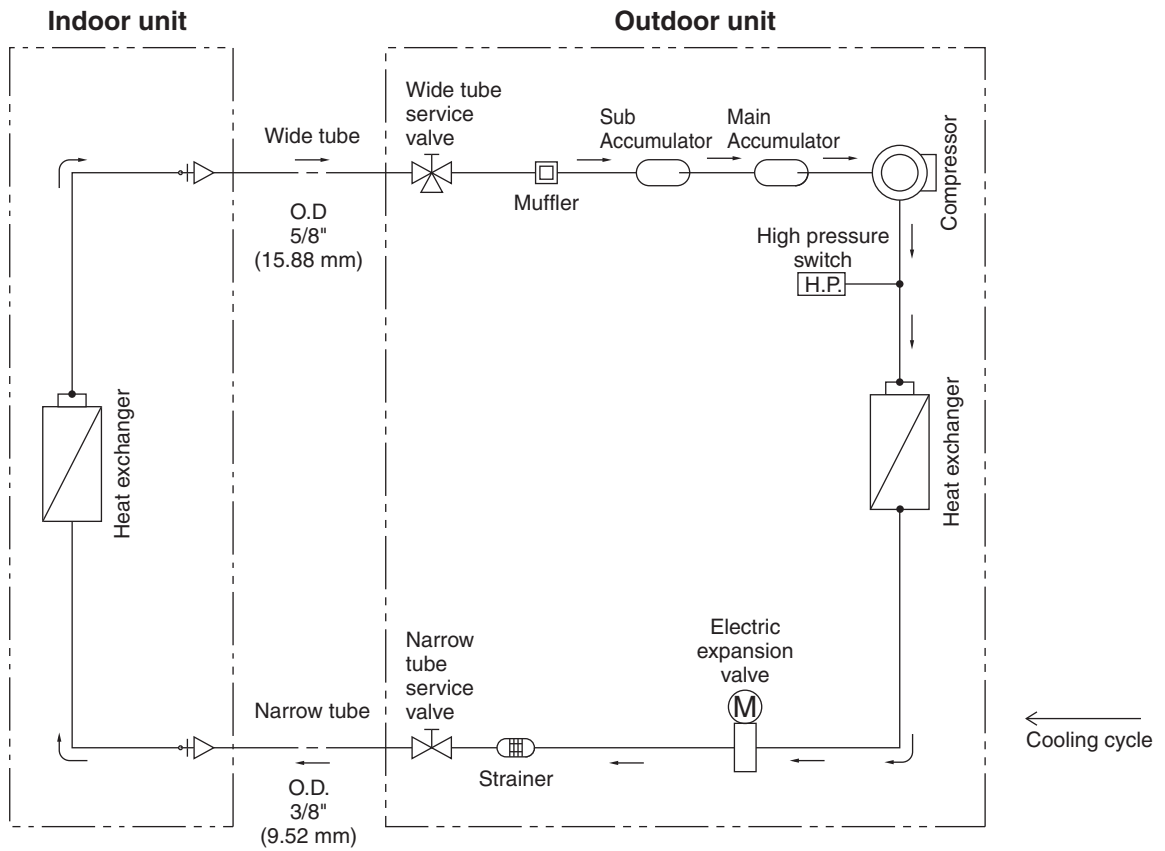 Indoor unit
Outdoor unit
Wide tube
O.D
5/8"
(15.88 mm)
Wide tube
service
valve
Muffler
Sub
Accumulator
Main
Accumulator
Compressor
High pressure
switch
H.P.
Heat exchanger
Heat exchanger
Narrow tube
O.D.
3/8"
(9.52 mm)
Narrow
tube
service
valve
Strainer
Electric
expansion
valve
M
Cooling cycle